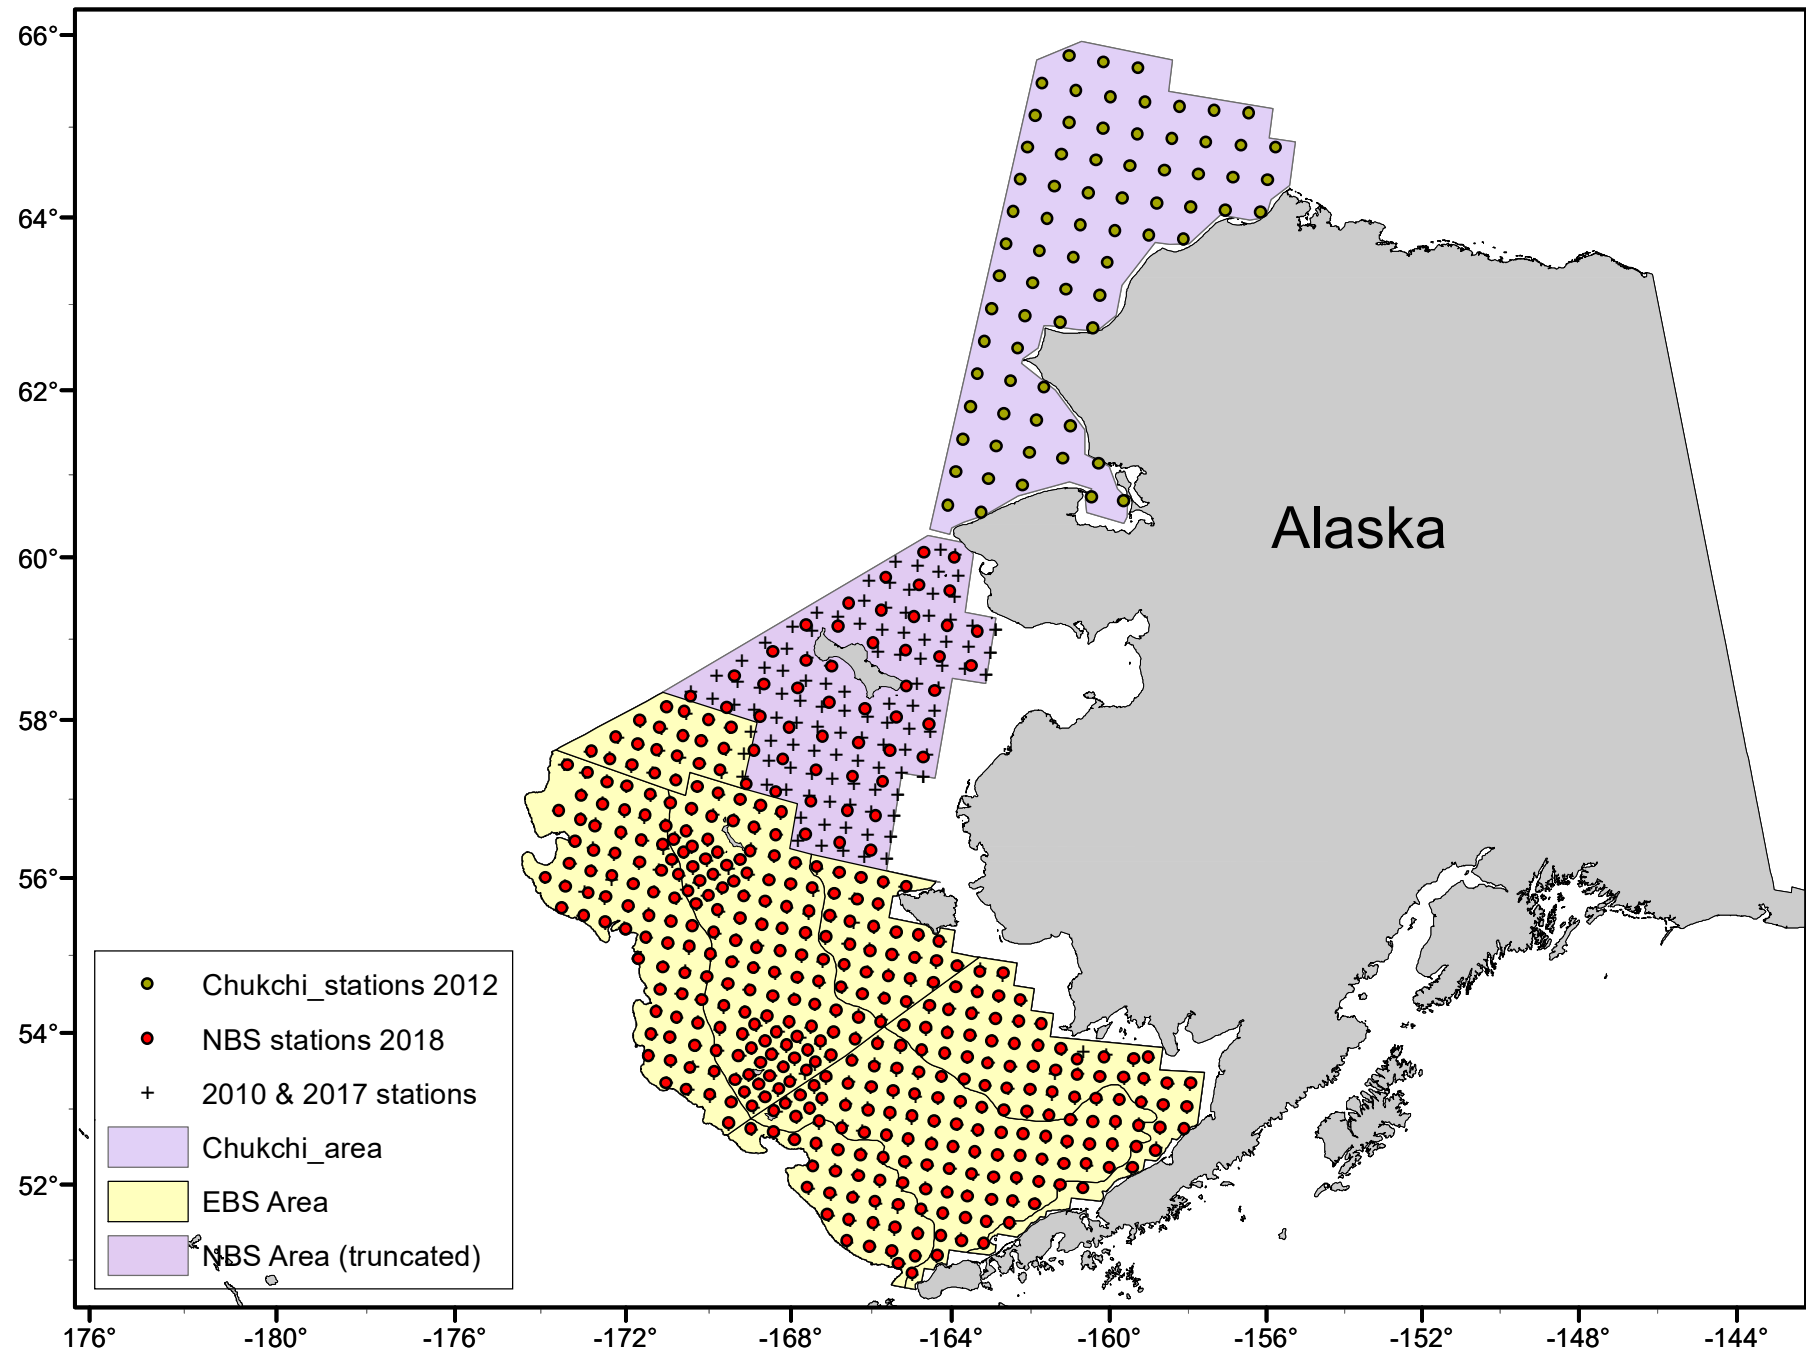 66°
64°
62°
60°
58°
56°
54°
52°
Alaska
Chukchi_stations 2012
NBS stations 2018
2010 & 2017 stations
Chukchi_area
EBS Area
NBS Area (truncated)
176° -180° -176° -172° -168° -164° -160° -156° -152° -148° -144°